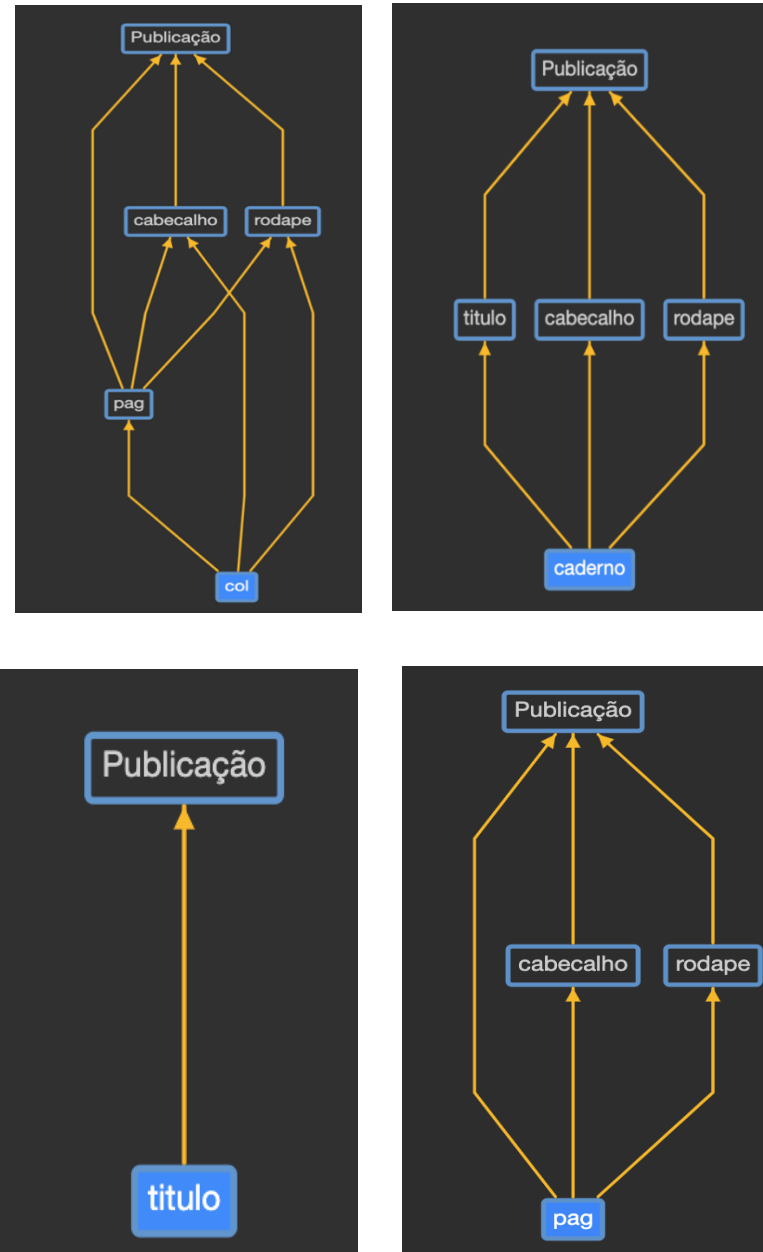 Publicação
cabecalho
rodape
pag
col
Publicação
titulo
cabecalho
rodape
caderno
Publicação
titulo
Publicação
cabecalho
rodape
pag